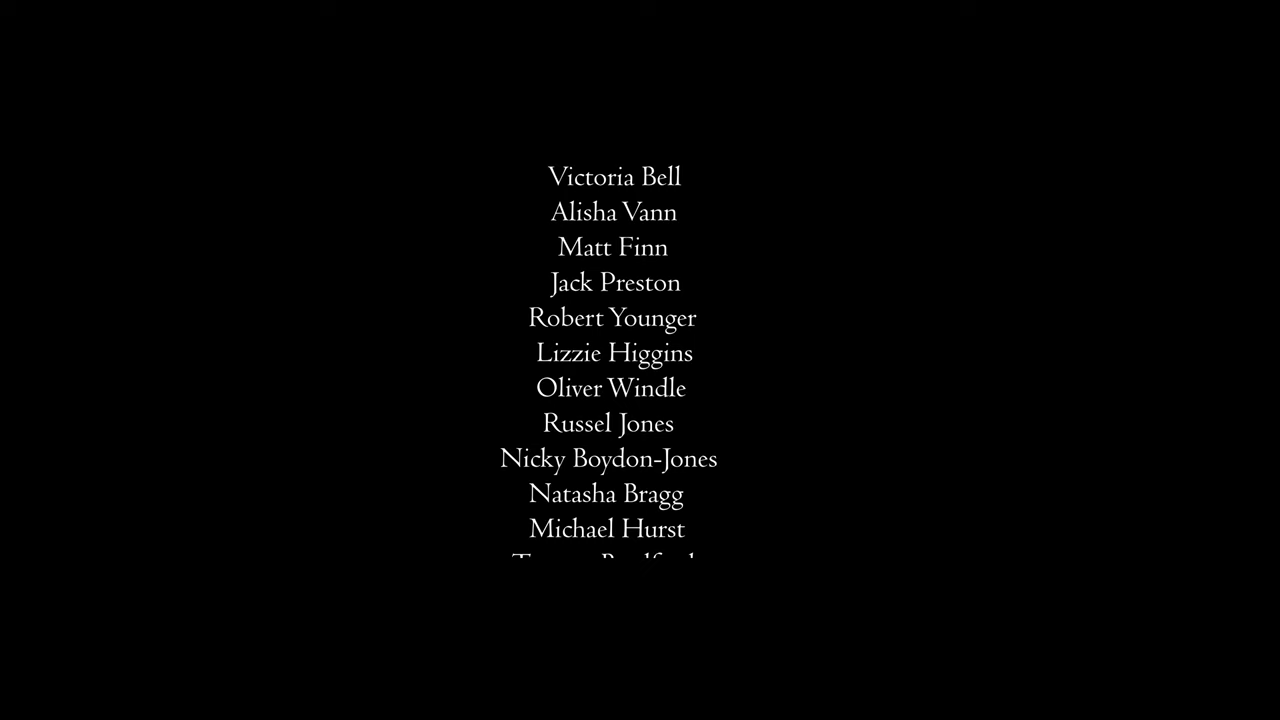 Victoria Bell
Alisha Vann
Matt Finn
Jack Preston
Robert Younger
Lizzie Higgins
Oliver Windle
Russel Jones
Nicky Boydon-Jones
Natasha Bragg
Michael Hurst